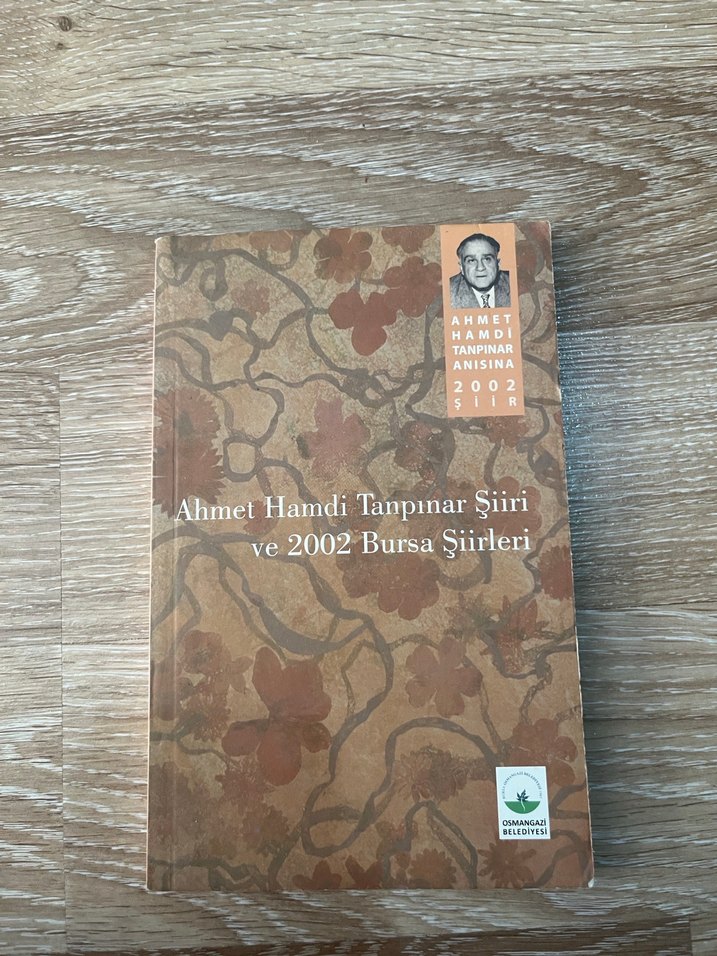 AHMET
HAMDİ
TANPINAR
ANISINA
2002
ŞİİR
Ahmet Hamdi Tanpınar Şiiri
ve 2002 Bursa Şiirleri
OSMANGAZİ
BELEDİYESİ